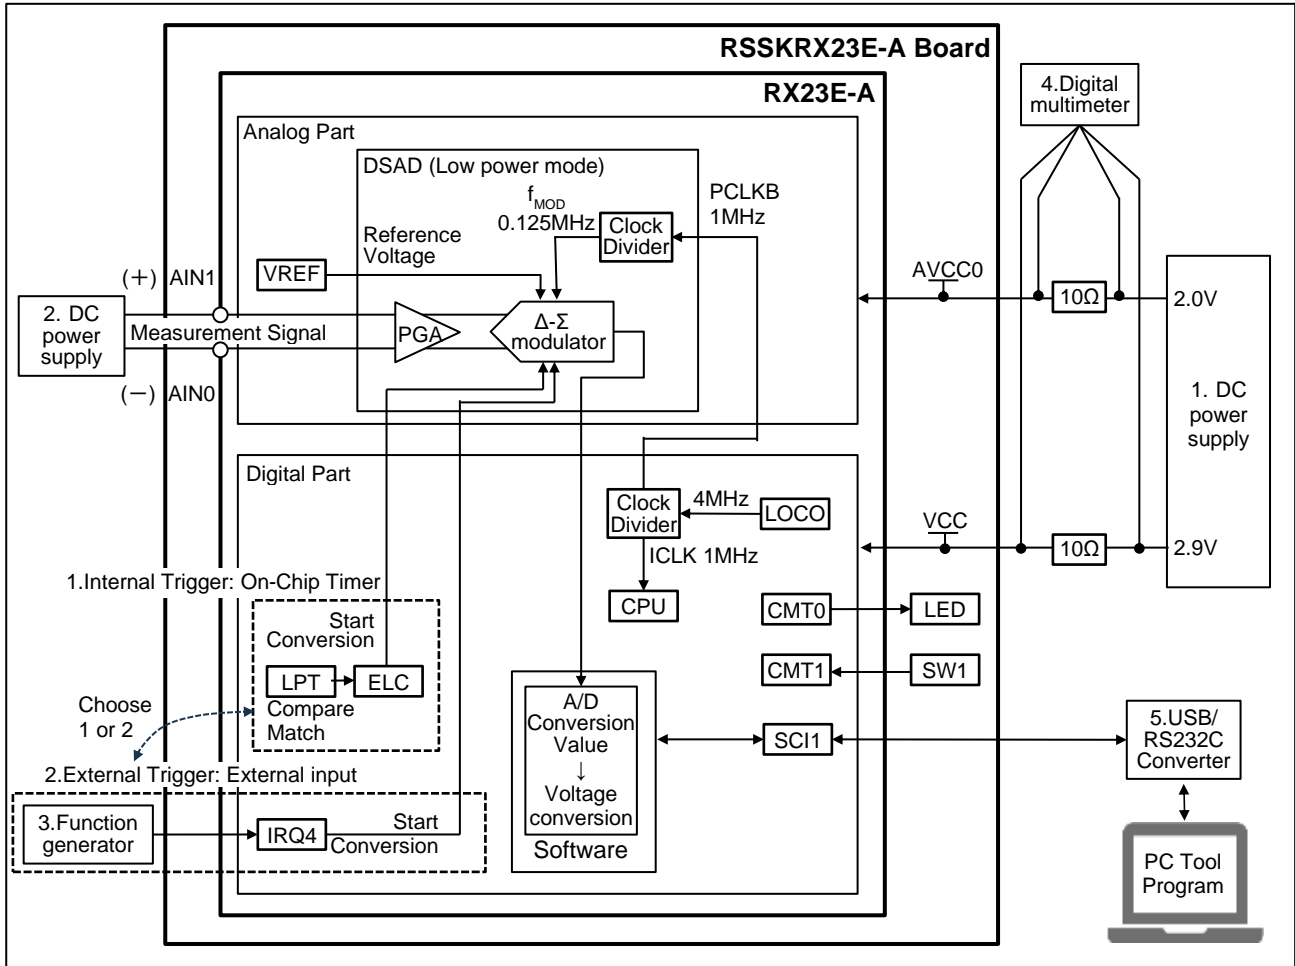 RSSKRX23E-A Board
RX23E-A
4.Digital
multimeter
Analog Part
DSAD (Low power mode)
fMOD
0.125MHz
PCLKB
1MHz
Clock
Divider
Reference
Voltage
VREF
(+) AIN1
AVCC0
10Ω
2.0V
2. DC
power
supply
Measurement Signal
PGA
Δ-Σ
modulator
(−) AIN0
1. DC
power
supply
Digital Part
Clock
Divider
4MHz
LOCO
VCC
10Ω
2.9V
ICLK 1MHz
CPU
1.Internal Trigger: On-Chip Timer
Start
Conversion
LPT
ELC
Compare
Match
CMT0
LED
CMT1
SW1
Choose
1 or 2
A/D
Conversion
Value
↓
Voltage
conversion
Software
SCI1
5.USB/
RS232C
Converter
2.External Trigger: External input
3.Function
generator
IRQ4
Start
Conversion
PC Tool
Program